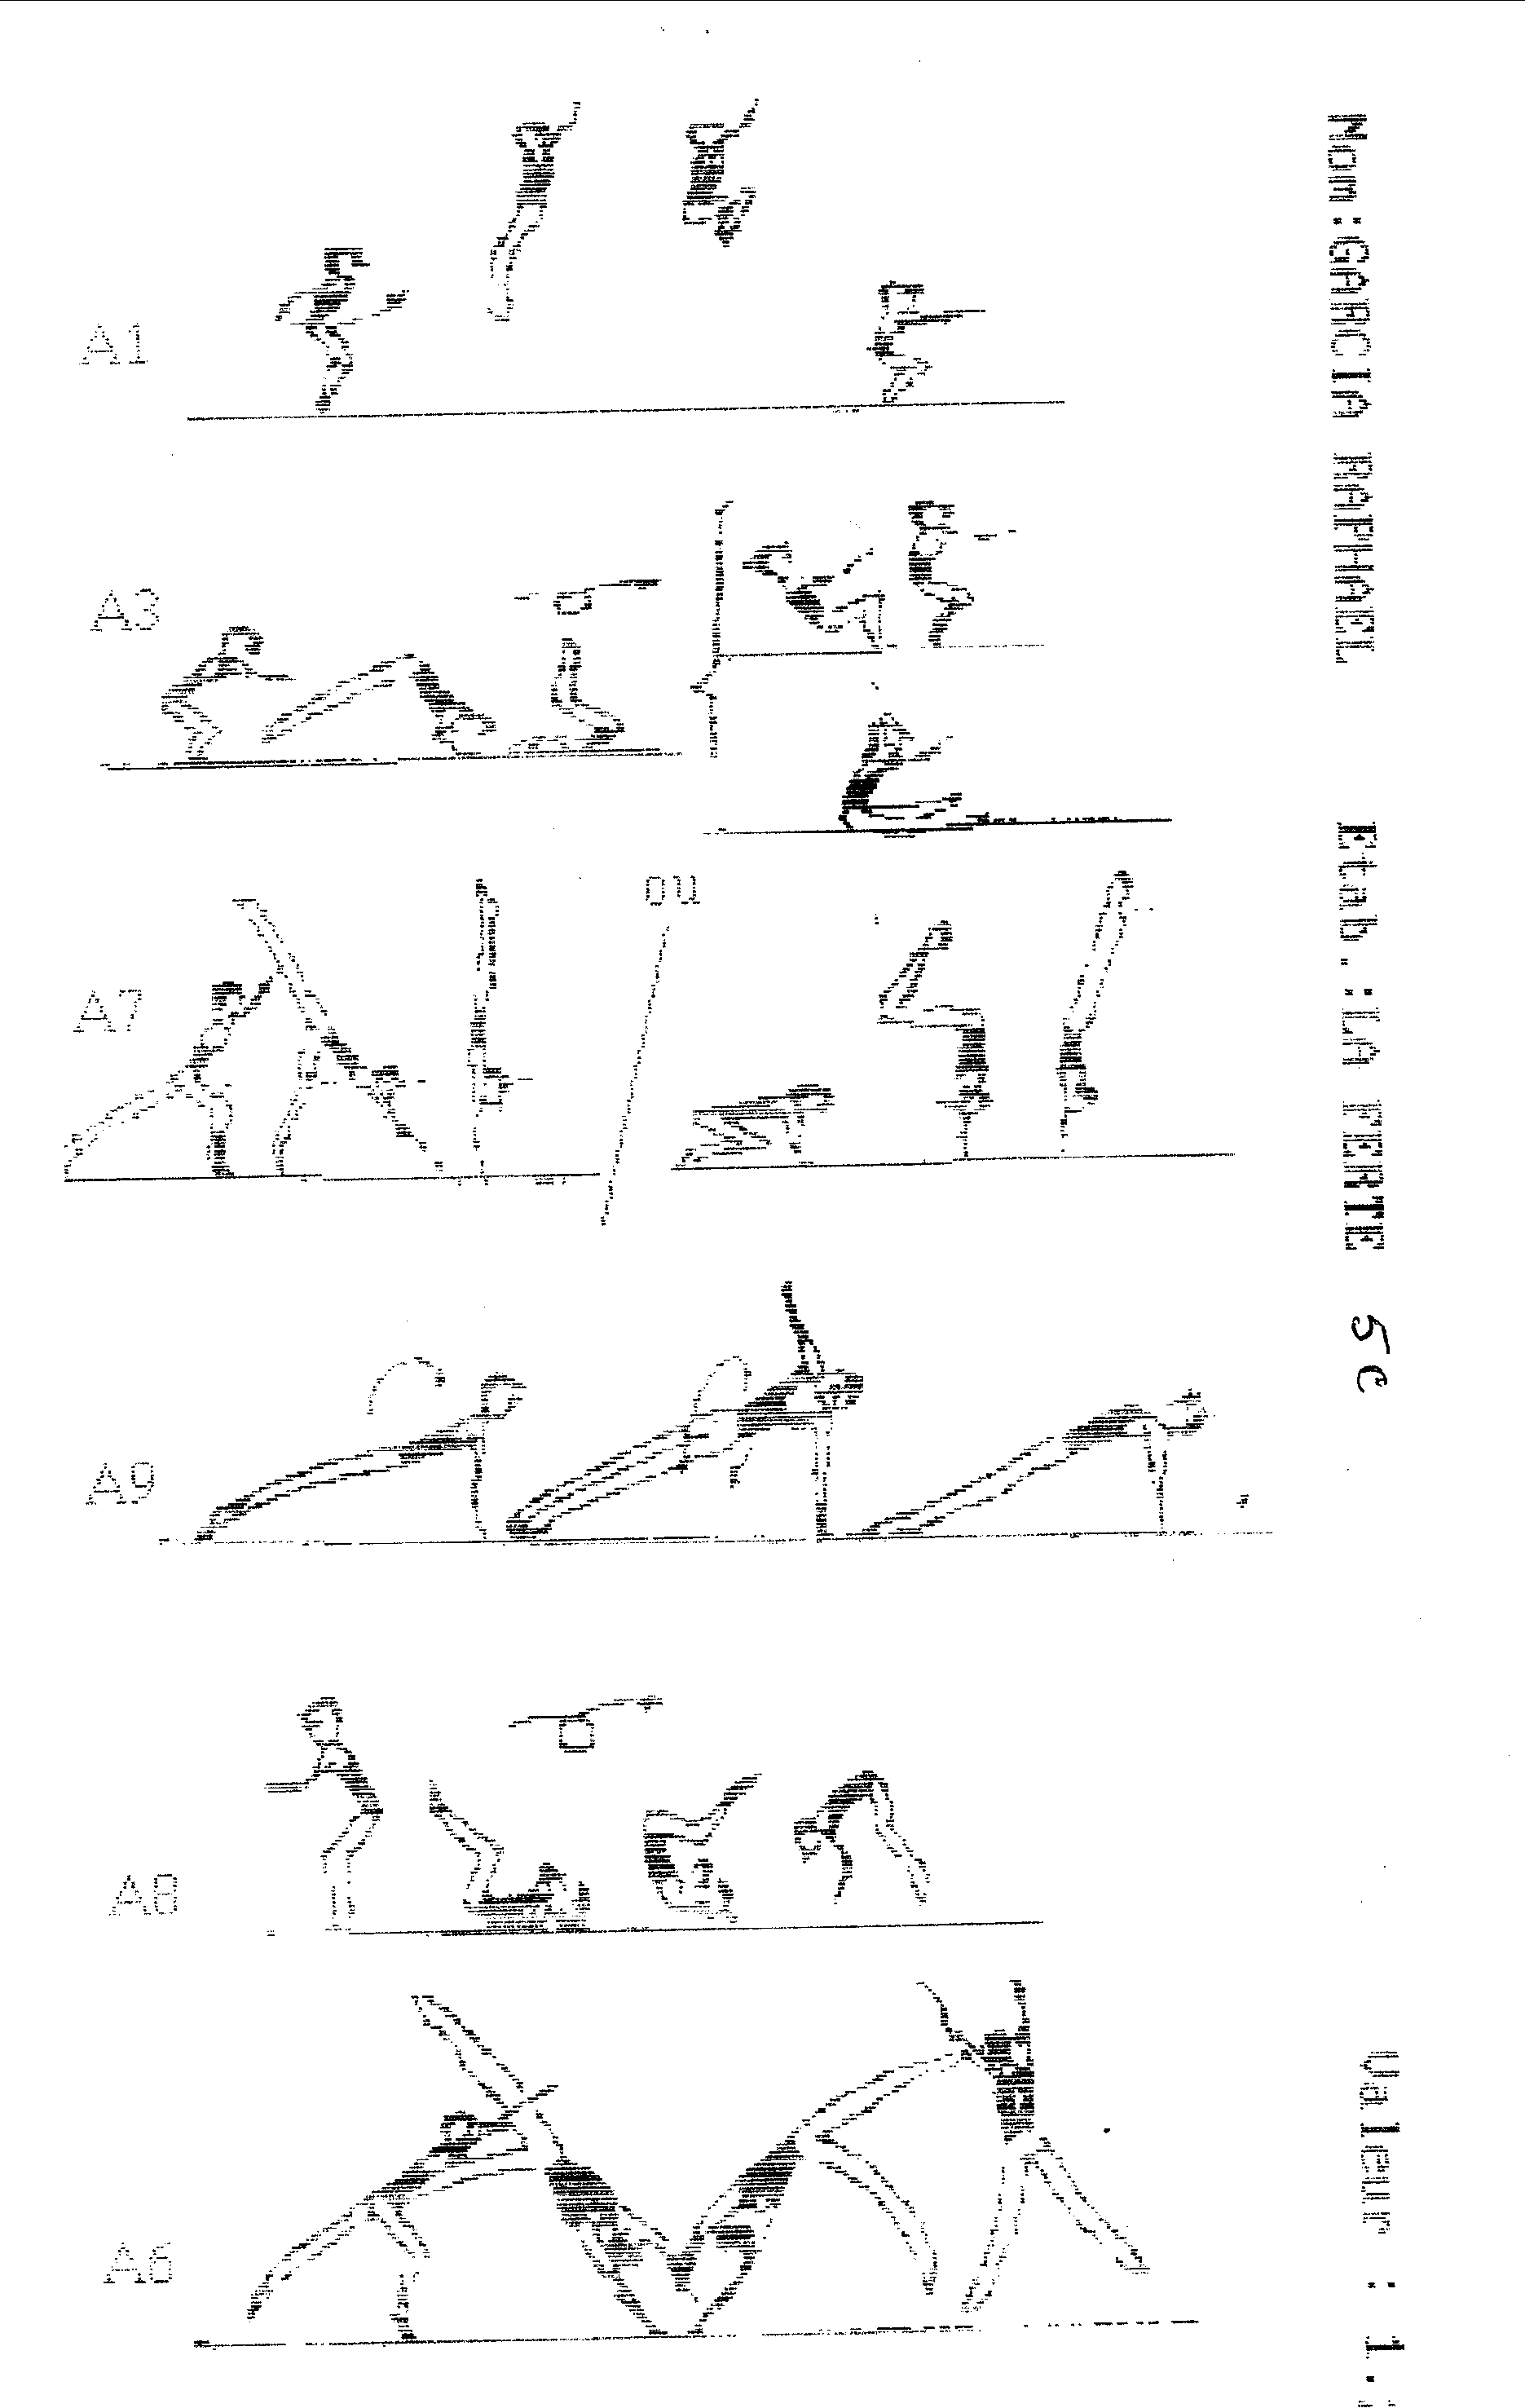 Nom:GARCIA RAPHAEL Etab.:LA FERTE 5e Valeur : 1.
A1
A3
ou
A7
A9
A8
A6